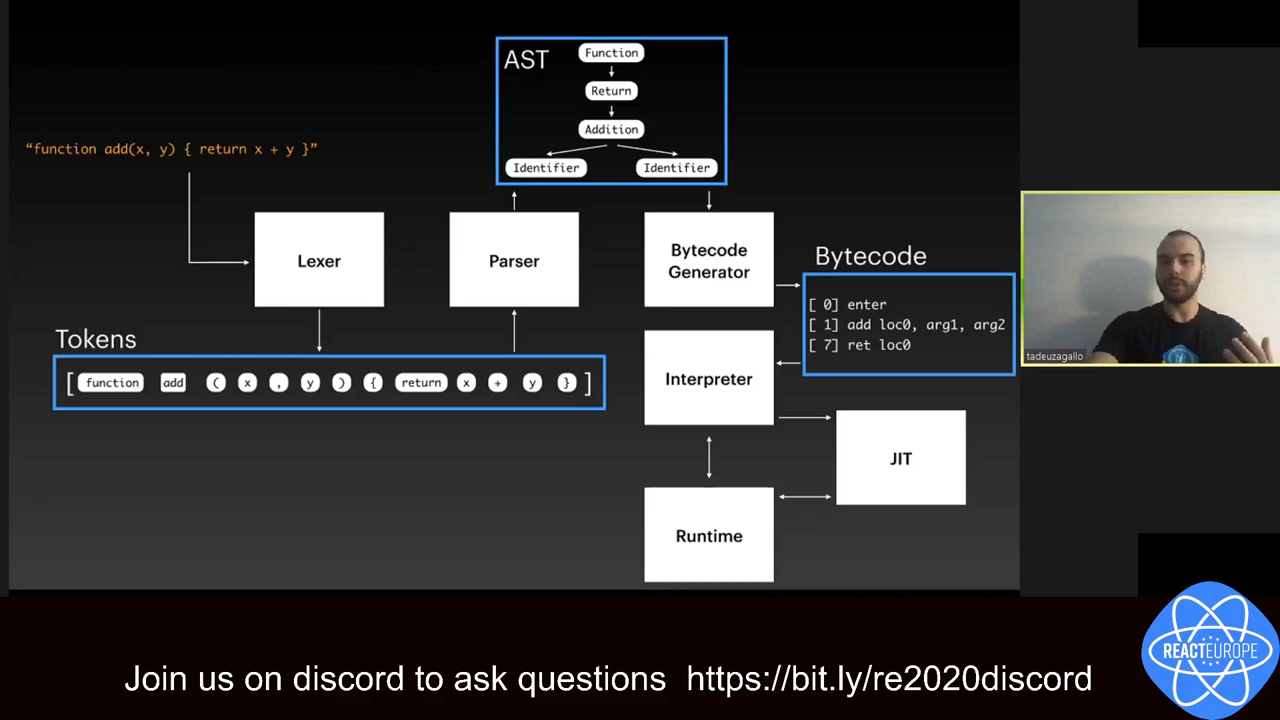 AST
Function
Return
Addition
Identifier Identifier
“function add(x, y) { return x + y }”
Lexer
Parser
Bytecode
Generator
Bytecode
[ 0] enter
[ 1] add loc0, arg1, arg2
[ 7] ret loc0
Tokens
[ function add ( x , y ) { return x + y } ]
Interpreter
JIT
Runtime
tadeuzagallo
REACTEUROPE
Join us on discord to ask questions https://bit.ly/re2020discord